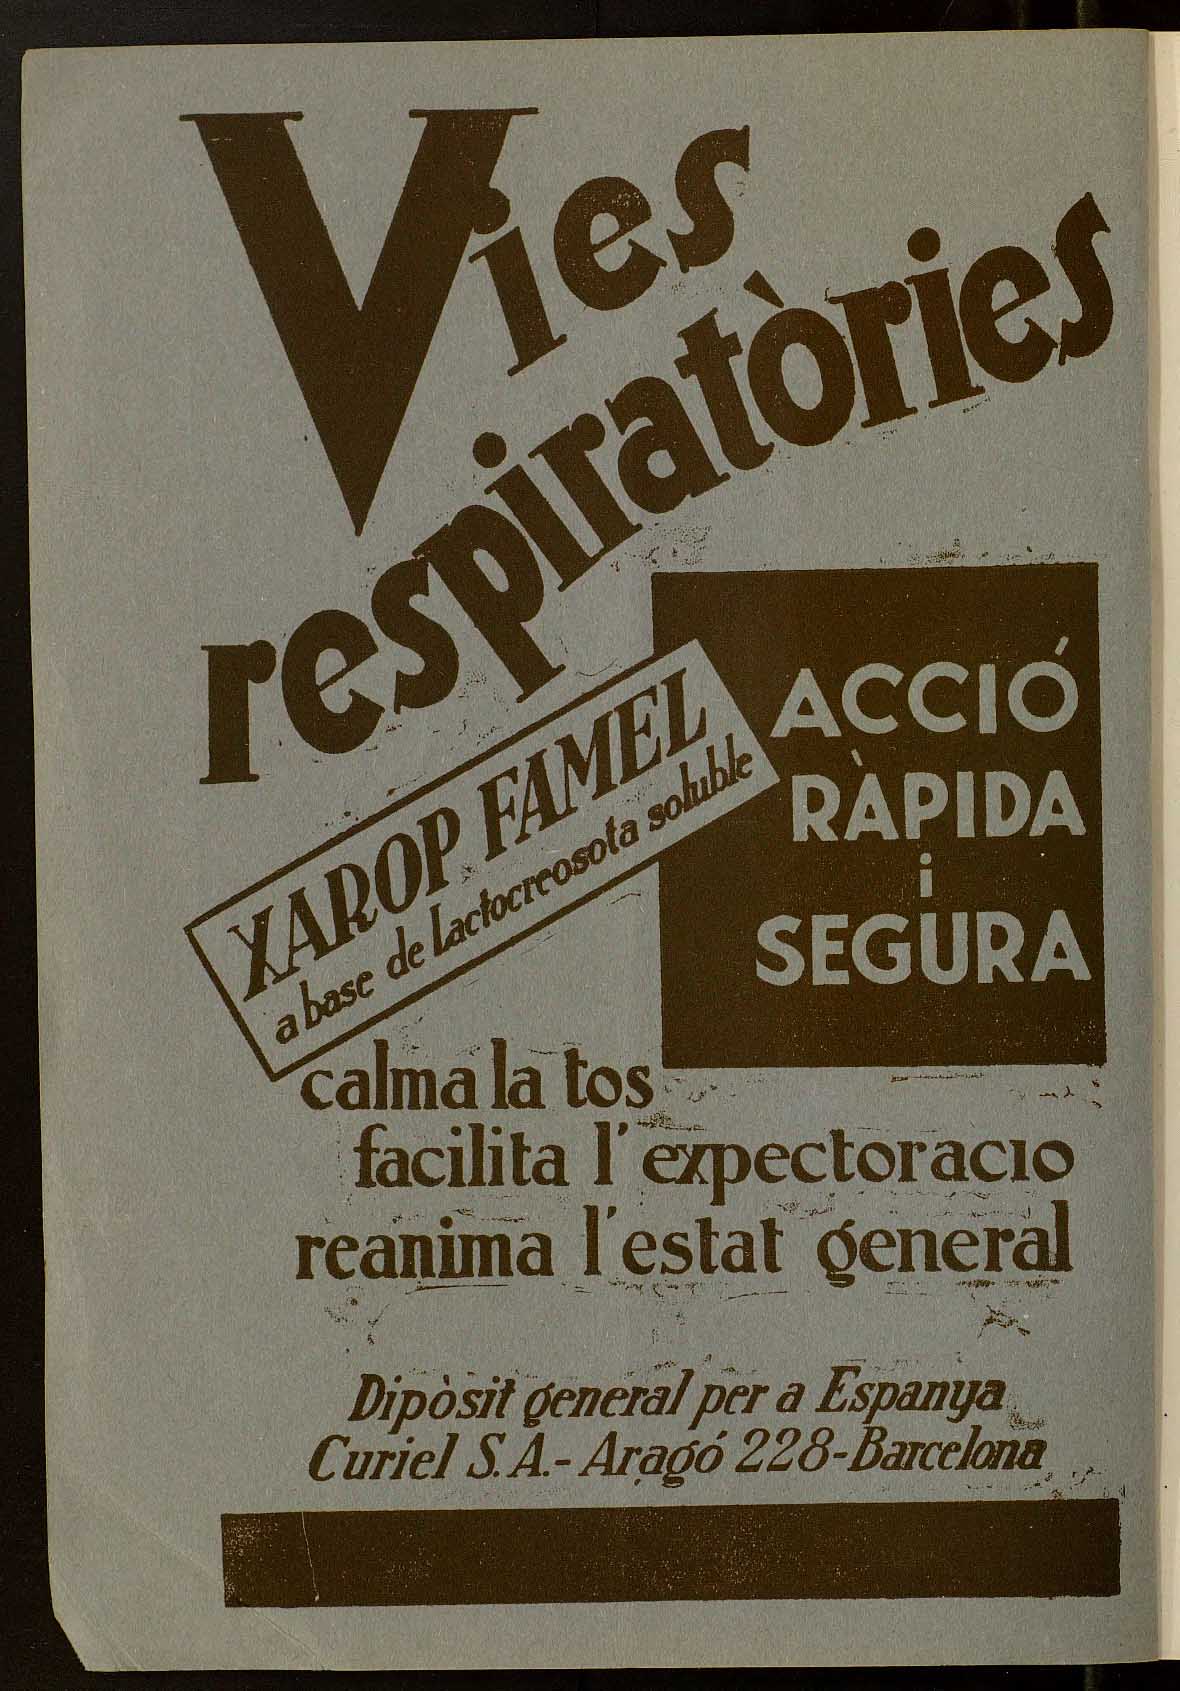 Vies
respiratòries
XAROP FAMEL
a base de Lactocreosota soluble
ACCIÓ
RÀPIDA
i
SEGURA
calma la tos
facilita l'expectoracio
reanima l'estat general
Dipòsit general per a Espanya
Curiel S.A.-Aragó 228-Barcelona